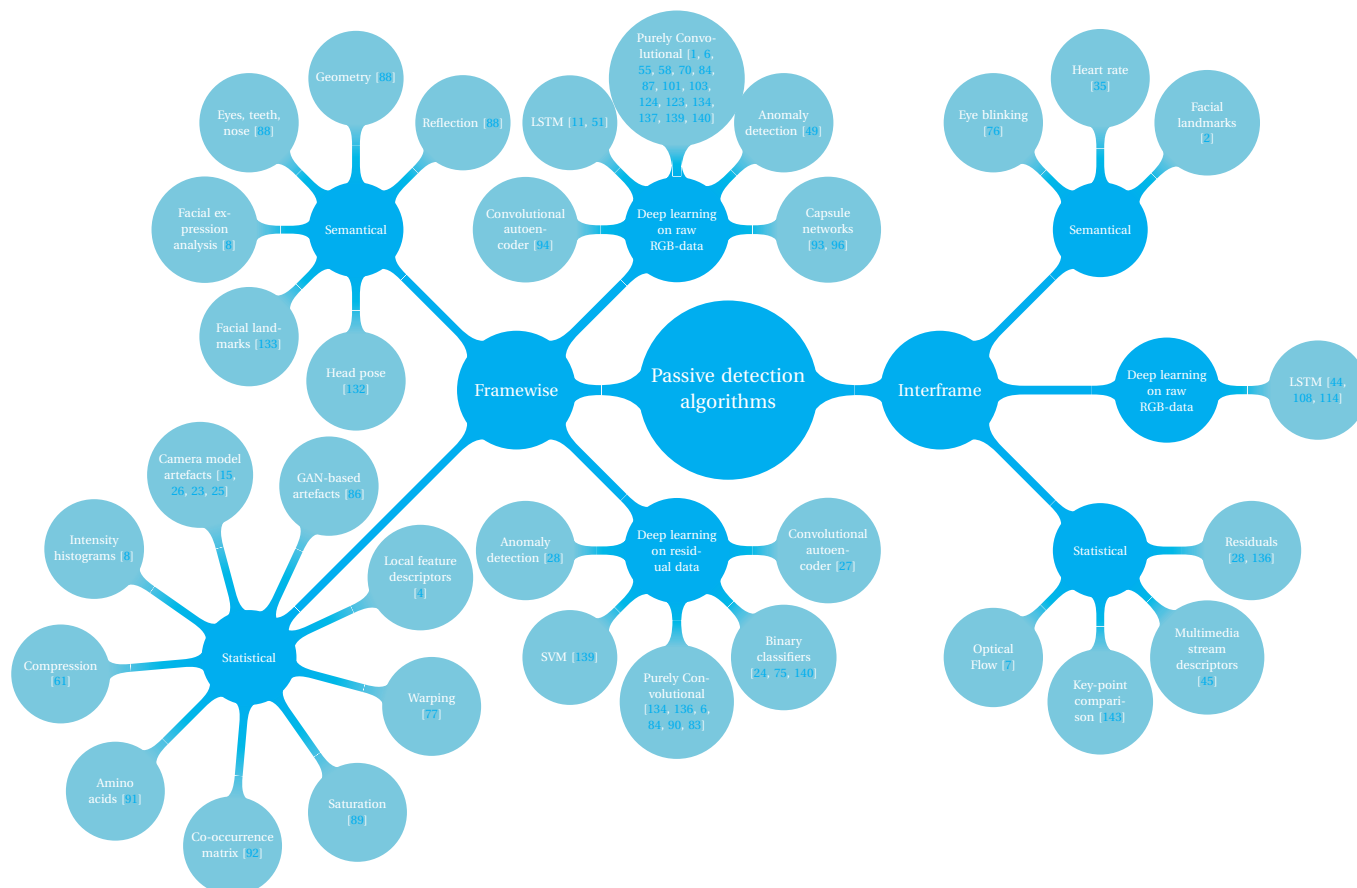 Geometry [88]
Eyes, teeth,
nose [88]
Reflection [88]
Facial ex-
pression
analysis [8]
Semantical
Facial land-
marks [133]
Head pose
[132]
Purely Convo-
lutional [1, 6,
55, 58, 70, 84,
87, 101, 103,
124, 123, 134,
137, 139, 140]
LSTM [11, 51]
Anomaly
detection [49]
Convolutional
autoen-
coder [94]
Deep learning
on raw
RGB-data
Capsule
networks
[93, 96]
Heart rate
[35]
Eye blinking
[76]
Facial
landmarks
[2]
Semantical
Framewise
Passive detection
algorithms
Interframe
Deep learning
on raw
RGB-data
LSTM [44,
108, 114]
Camera model
artefacts [15,
26, 23, 25]
GAN-based
artefacts [86]
Intensity
histograms [8]
Local feature
descriptors
[4]
Compression
[61]
Statistical
Warping
[77]
Amino
acids [91]
Co-occurrence
matrix [92]
Saturation
[89]
Anomaly
detection [28]
Deep learning
on resid-
ual data
Convolutional
autoen-
coder [27]
SVM [139]
Purely Con-
volutional
[134, 136, 6,
84, 90, 83]
Binary
classifiers
[24, 75, 140]
Statistical
Residuals
[28, 136]
Optical
Flow [7]
Key-point
compari-
son [143]
Multimedia
stream
descriptors
[45]